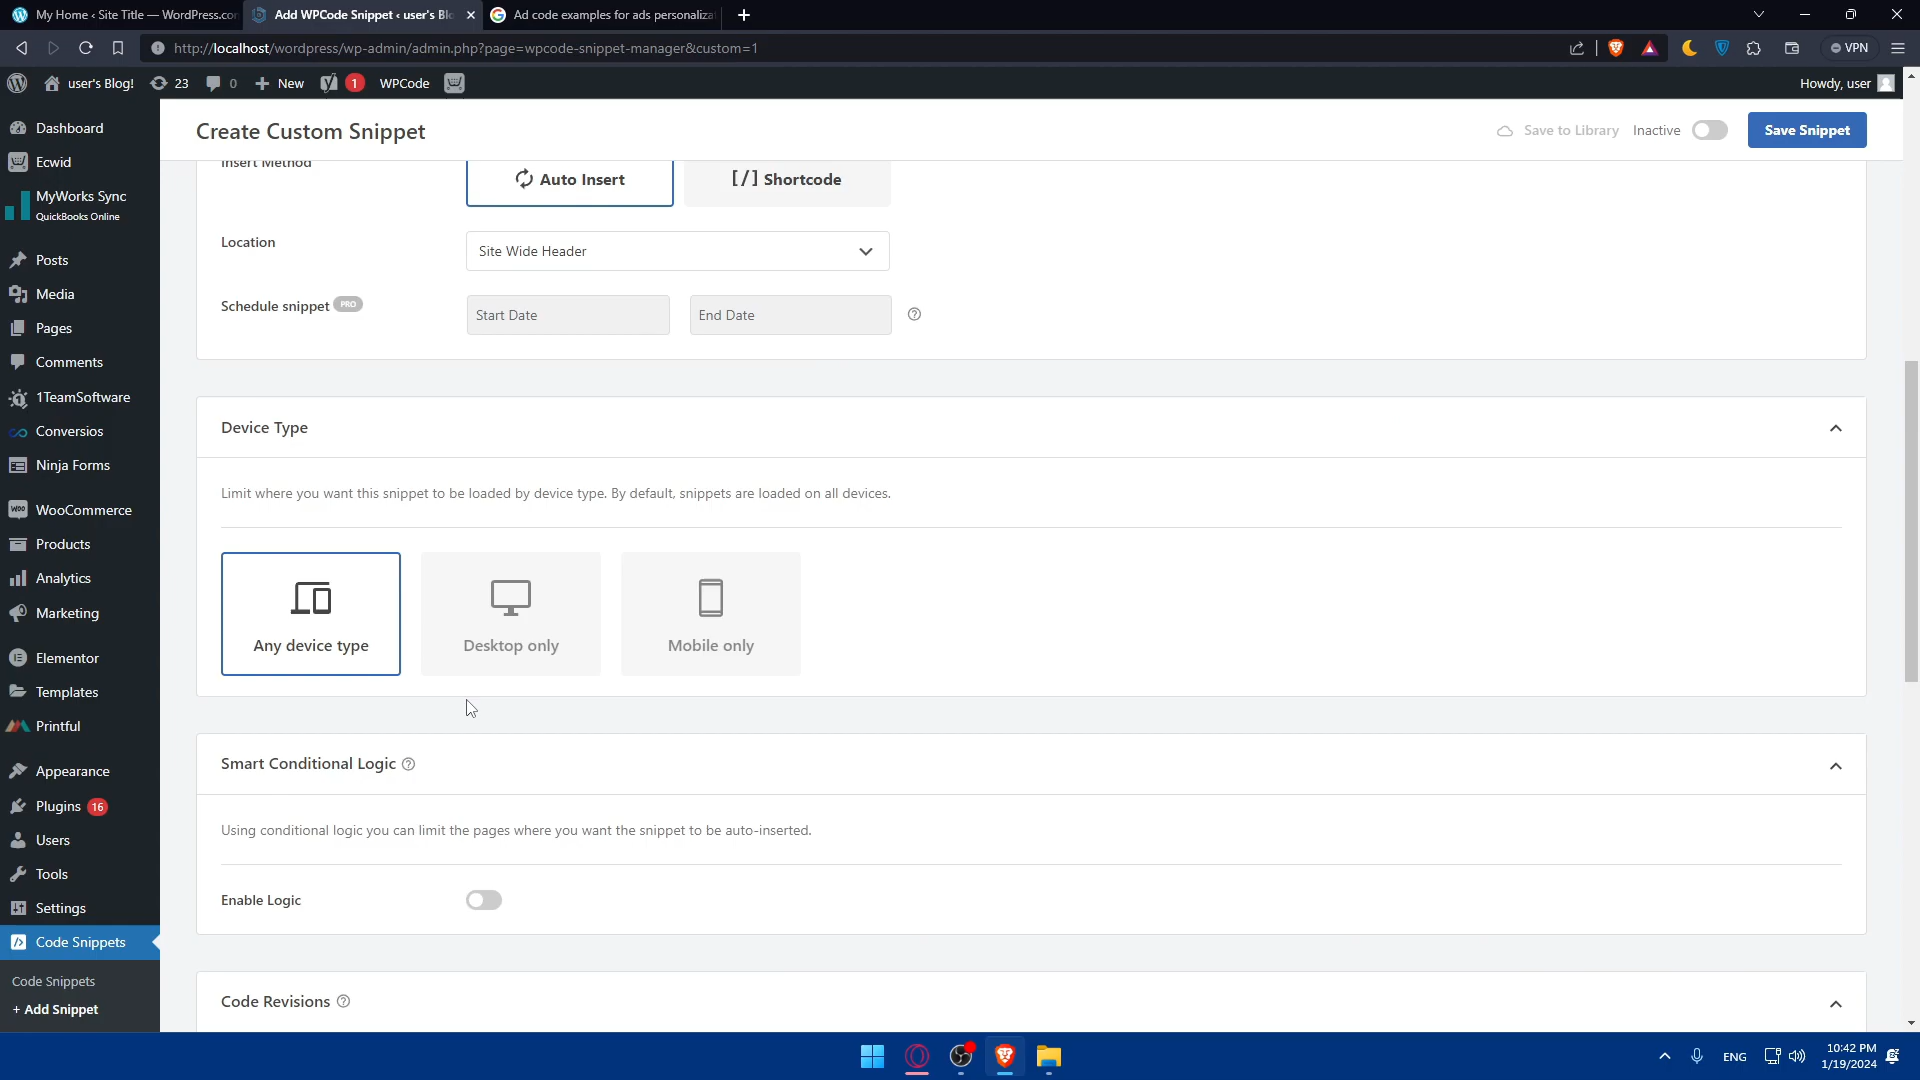 My Home ‹ Site Title — WordPress.cor
Add WPCode Snippet ‹ user's Bl
Ad code examples for ads personaliza
http://localhost/wordpress/wp-admin/admin.php?page=wpcode-snippet-manager&custom=1
VPN
user's Blog!
23
0
New
1
WPCode
Howdy, user
Dashboard
Ecwid
MyWorks Sync
QuickBooks Online
Posts
Media
Pages
Comments
1TeamSoftware
Conversios
Ninja Forms
WooCommerce
Products
Analytics
Marketing
Elementor
Templates
Printful
Appearance
Plugins 16
Users
Tools
Settings
Code Snippets
Code Snippets
+ Add Snippet
Create Custom Snippet
Save to Library
Inactive
Save Snippet
Insert Method
Auto Insert
[/] Shortcode
Location
Site Wide Header
Schedule snippet PRO
Start Date
End Date
Device Type
Limit where you want this snippet to be loaded by device type. By default, snippets are loaded on all devices.
Any device type
Desktop only
Mobile only
Smart Conditional Logic
Using conditional logic you can limit the pages where you want the snippet to be auto-inserted.
Enable Logic
Code Revisions
ENG
10:42 PM
1/19/2024